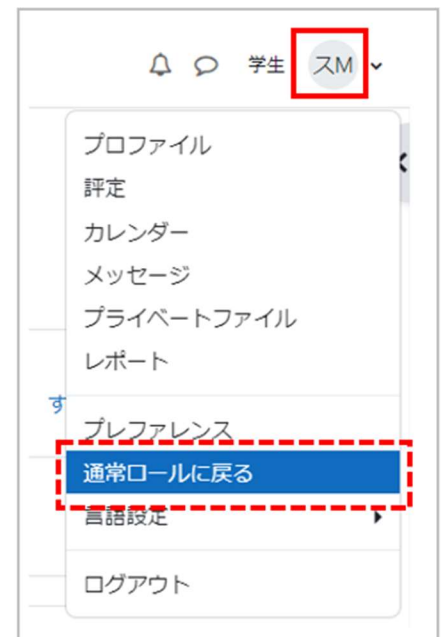 学生 スM
プロファイル
評定
カレンダー
メッセージ
プライベートファイル
レポート
す
プレファレンス
通常ロールに戻る
言語設定
ログアウト